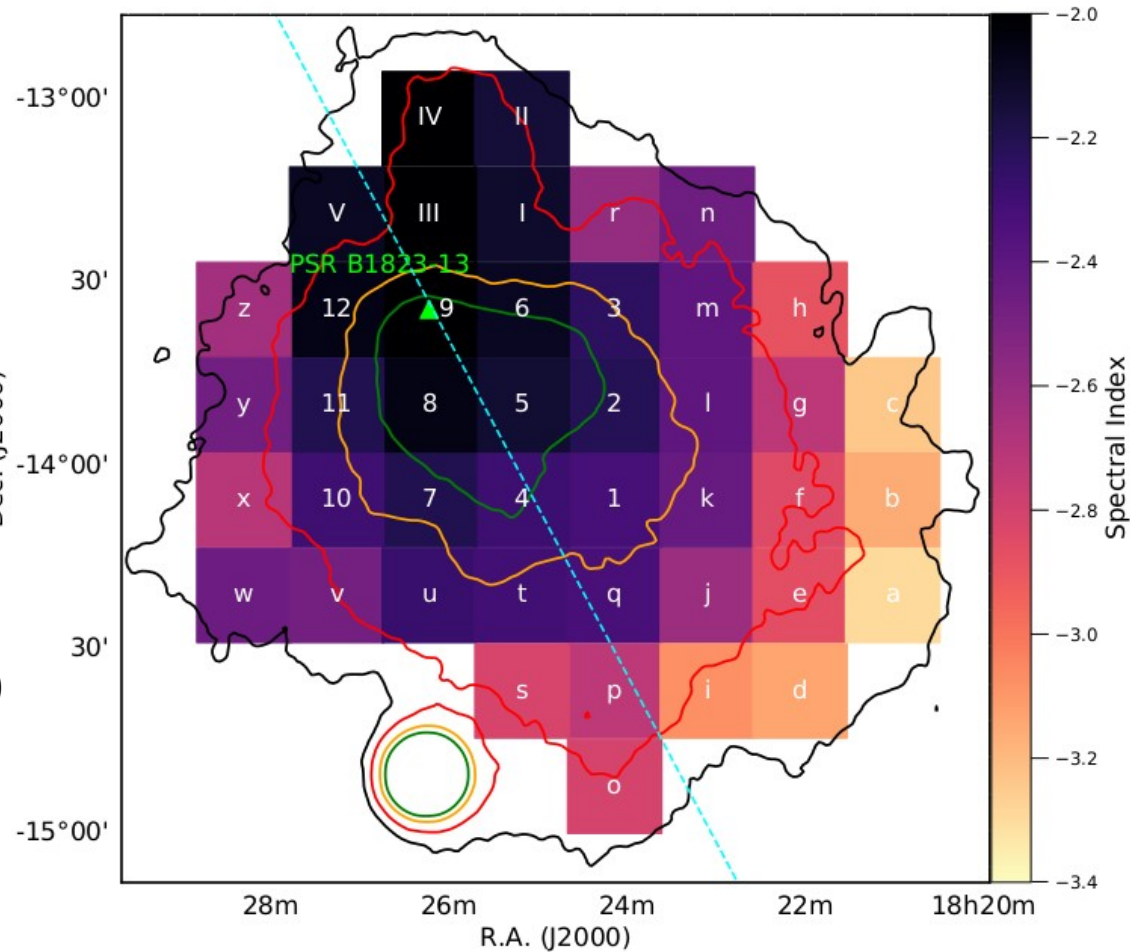 −2.0
-13°00'
IV II
−2.2
V III I r n
−2.4
PSR B1823-13
30'
z 12 9 6 3 m h
−2.6
y 11 8 5 2 l g c
-14°00'
x 10 7 4 1 k f b
−2.8
Spectral Index
w v u t q j e a
−3.0
30'
s p i d
−3.2
o
-15°00'
−3.4
28m 26m 24m 22m 18h20m
R.A. (J2000)